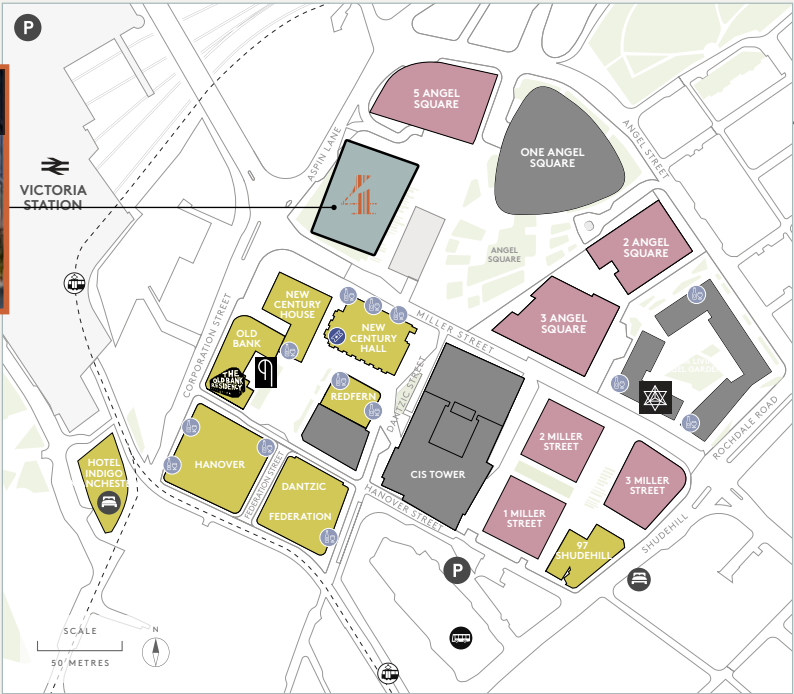 P
5 ANGEL
SQUARE
ASPIN LANE
ONE ANGEL
SQUARE
ANGEL STREET
VICTORIA
STATION
4
2 ANGEL
SQUARE
ANGEL
SQUARE
NEW
CENTURY
HOUSE
CORPORATION STREET
MILLER STREET
3 ANGEL
SQUARE
OLD
BANK
NEW
CENTURY
HALL
THE
OLD BANK
RESIDENCY
REDFERN
DANTZIC STREET
ROCHDALE ROAD
2 MILLER
STREET
HANOVER
HOTEL
INDIGO
NCHEST
CIS TOWER
3 MILLER
STREET
FEDERATION STREET
DANTZIC
FEDERATION
HANOVER STREET
1 MILLER
STREET
97
SHUDEHILL
SHUDEHILL
P
SCALE
N
50 METRES